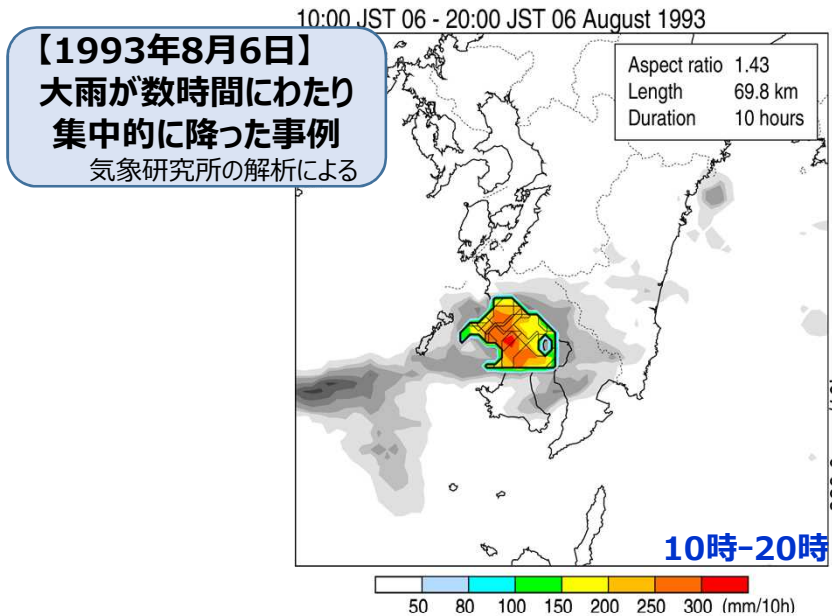 10:00 JST 06 - 20:00 JST 06 August 1993
【1993年8月6日】
大雨が数時間にわたり
集中的に降った事例
気象研究所の解析による
Aspect ratio 1.43
Length 69.8 km
Duration 10 hours
10時-20時
50 80 100 150 200 250 300 (mm/10h)